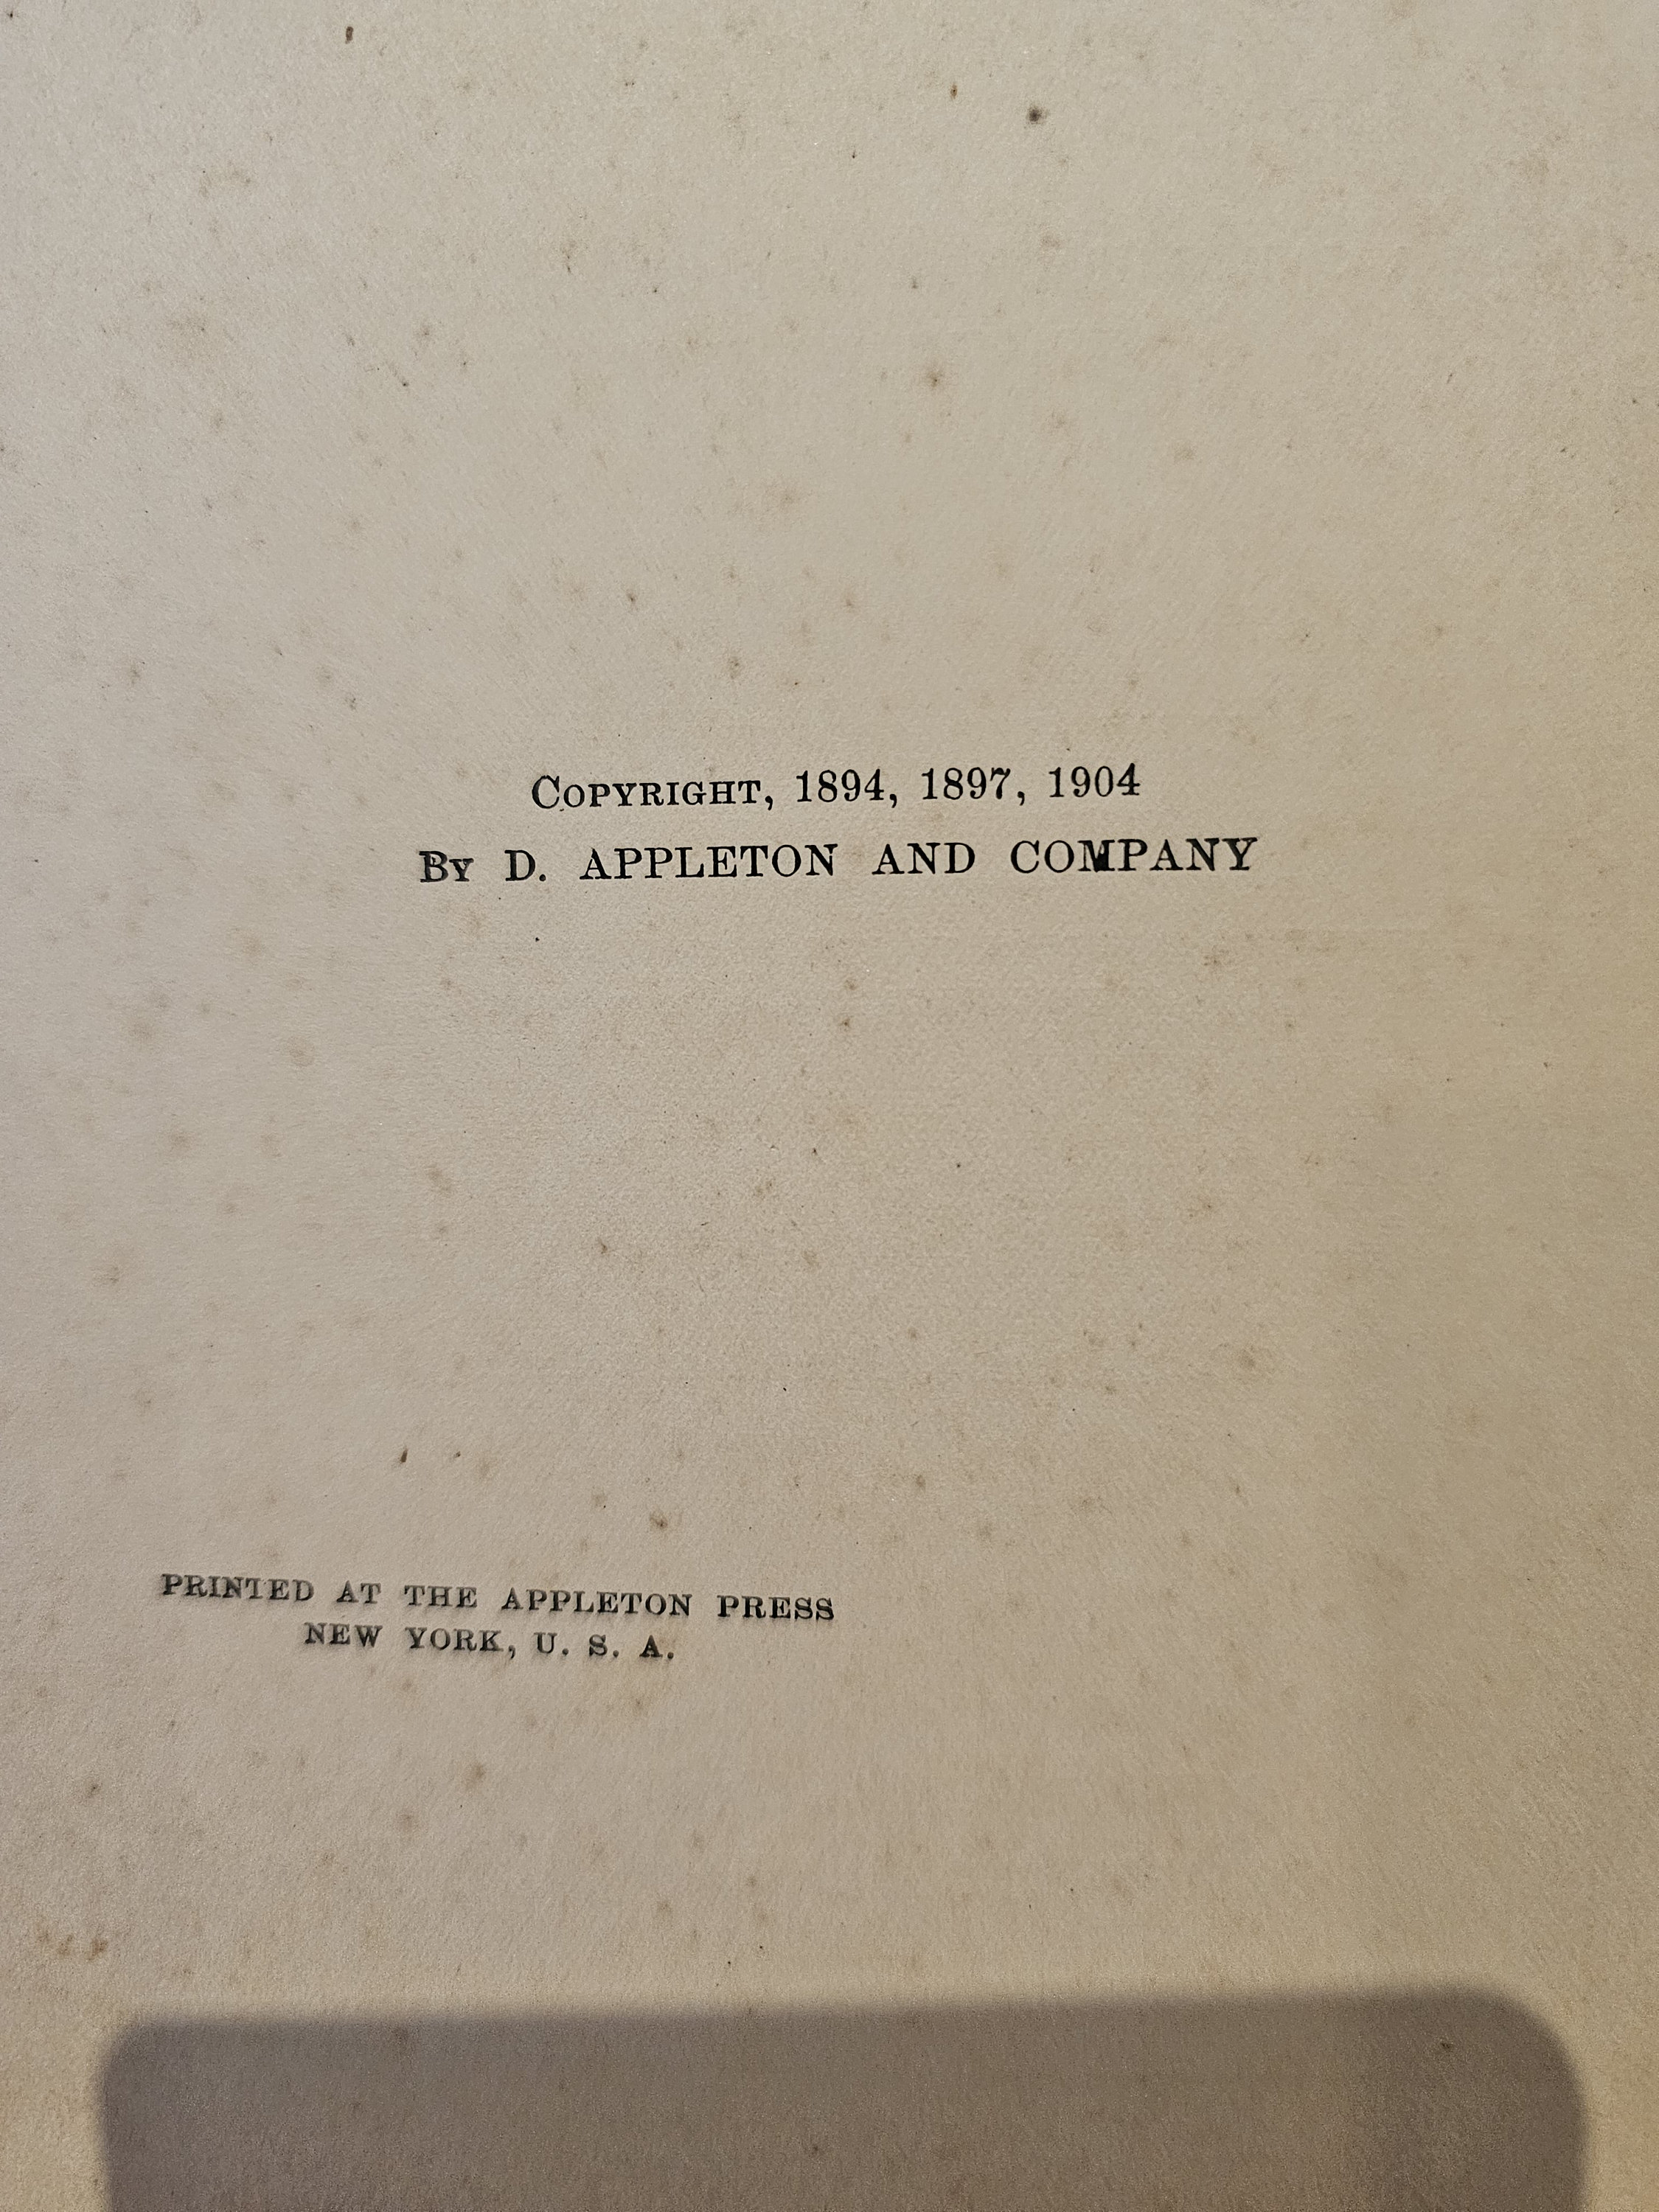 Copyright, 1894, 1897, 1904
By D. APPLETON AND COMPANY
PRINTED AT THE APPLETON PRESS
NEW YORK, U. S. A.